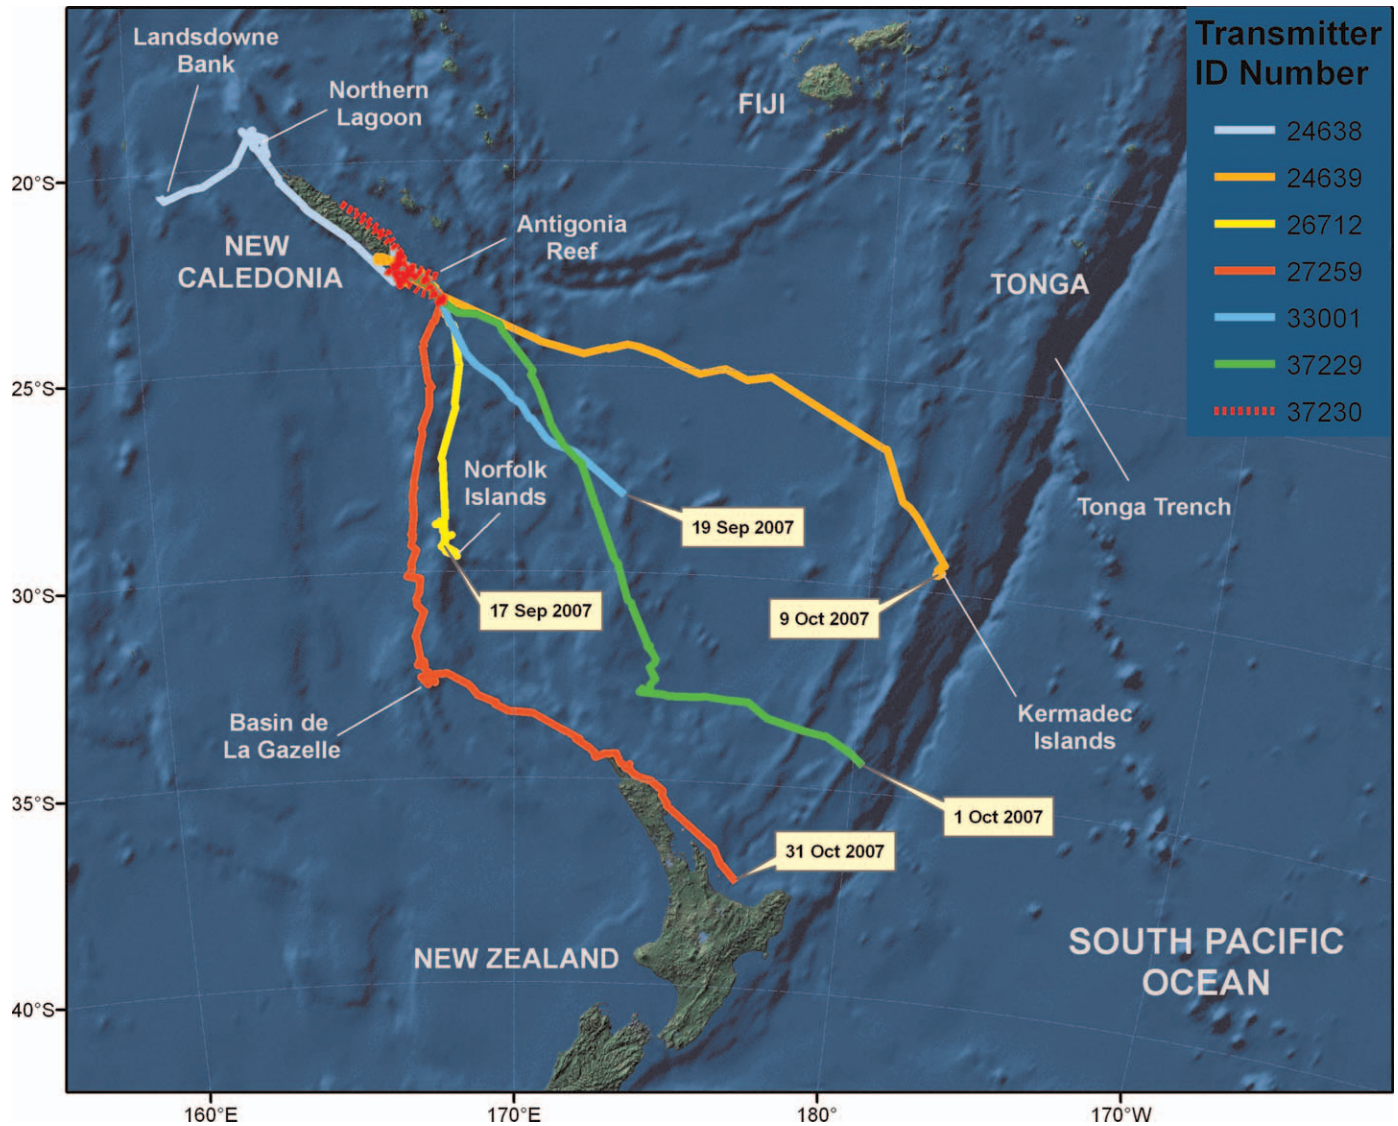 Landsdowne
Bank
Northern
Lagoon
FIJI
Transmitter
ID Number
24638
24639
26712
27259
33001
37229
37230
20°S
25°S
30°S
35°S
40°S
NEW
CALEDONIA
Antigonia
Reef
TONGA
Norfolk
Islands
Tonga Trench
19 Sep 2007
17 Sep 2007
9 Oct 2007
Basin de
La Gazelle
Kermadec
Islands
1 Oct 2007
31 Oct 2007
NEW ZEALAND
SOUTH PACIFIC
OCEAN
160°E
170°E
180°
170°W